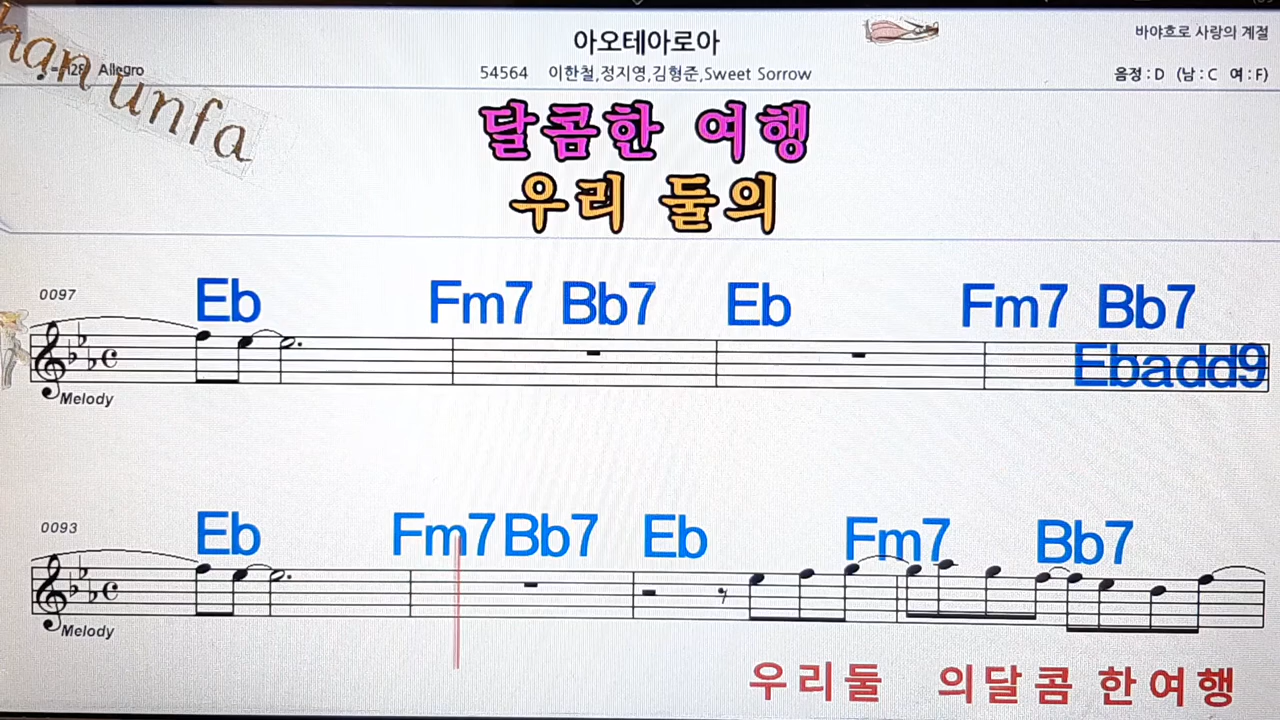 han unfa
바야흐로 사랑의 계절
아오테아로아
♩=128 Allegro
54564 이한철,정지영,김형준,Sweet Sorrow
음정 : D (남 : C 여 : F)
달콤한 여행
우리 둘의
0097
Eb Fm7 Bb7 Eb Fm7 Bb7
Ebadd9
Melody
0093
Eb Fm7 Bb7 Eb Fm7 Bb7
Melody
우리둘 의달콤 한여행